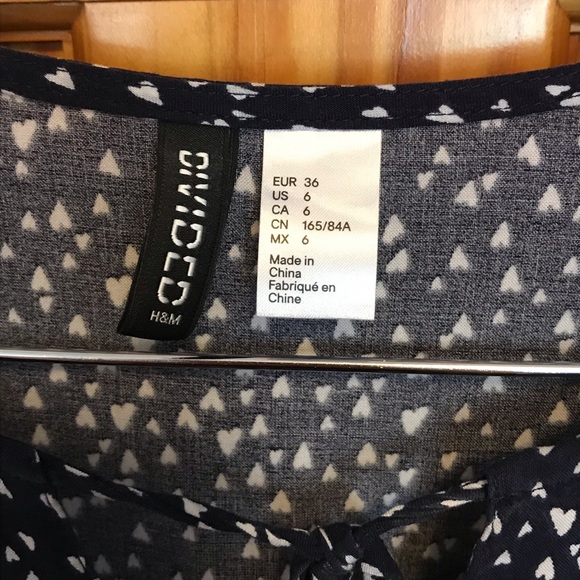 DIVIDED
H&M
EUR 36
US 6
CA 6
CN 165/84A
MX 6
Made in
China
Fabriqué en
Chine